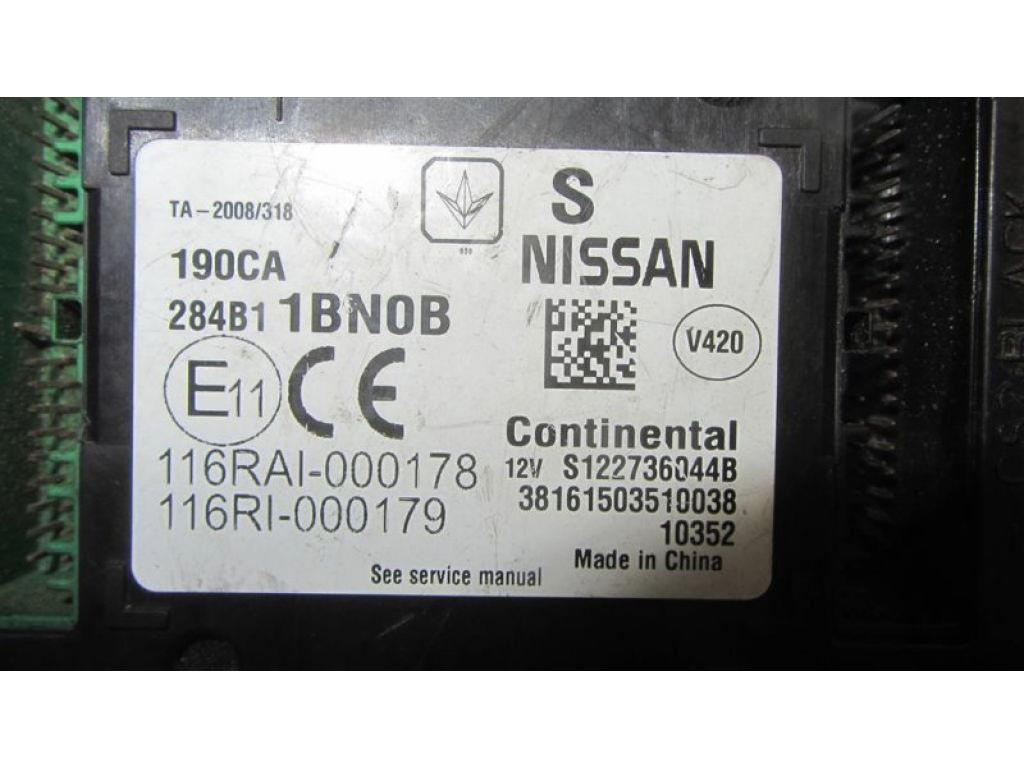 TA-2008/318
S
NISSAN
190CA
284B1 1BN0B
V420
E11 CE
Continental
116RAI-000178
12V S122736044B
116RI-000179
38161503510038
10352
Made in China
See service manual